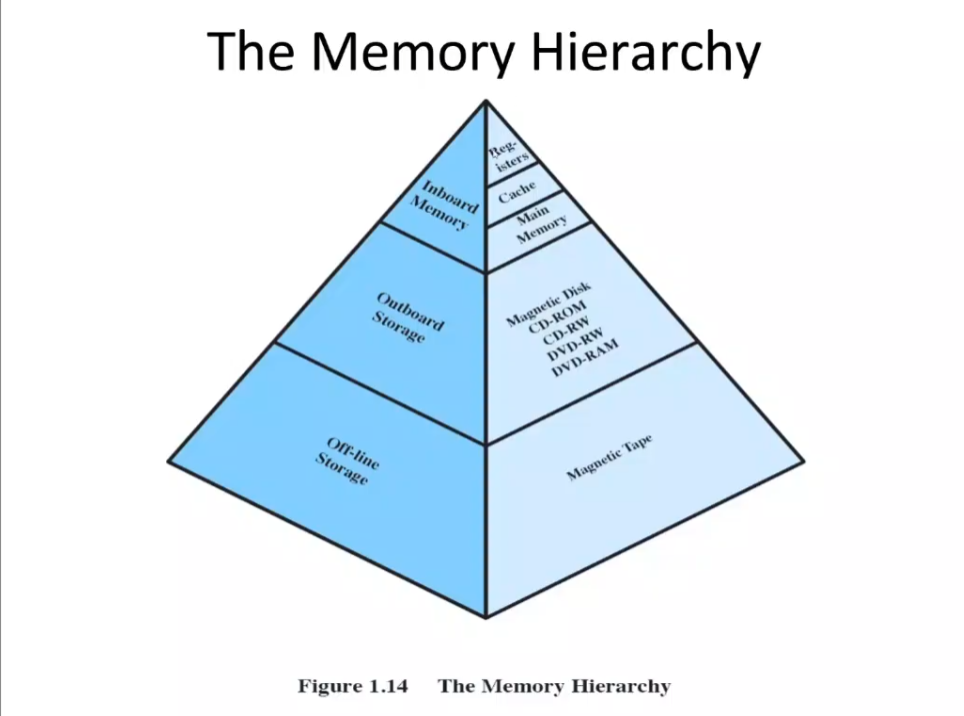 The Memory Hierarchy
Inboard
Memory
Reg-
isters
Cache
Main
Memory
Outboard
Storage
Magnetic Disk
CD-ROM
CD-RW
DVD-RW
DVD-RAM
Off-line
Storage
Magnetic Tape
Figure 1.14 The Memory Hierarchy